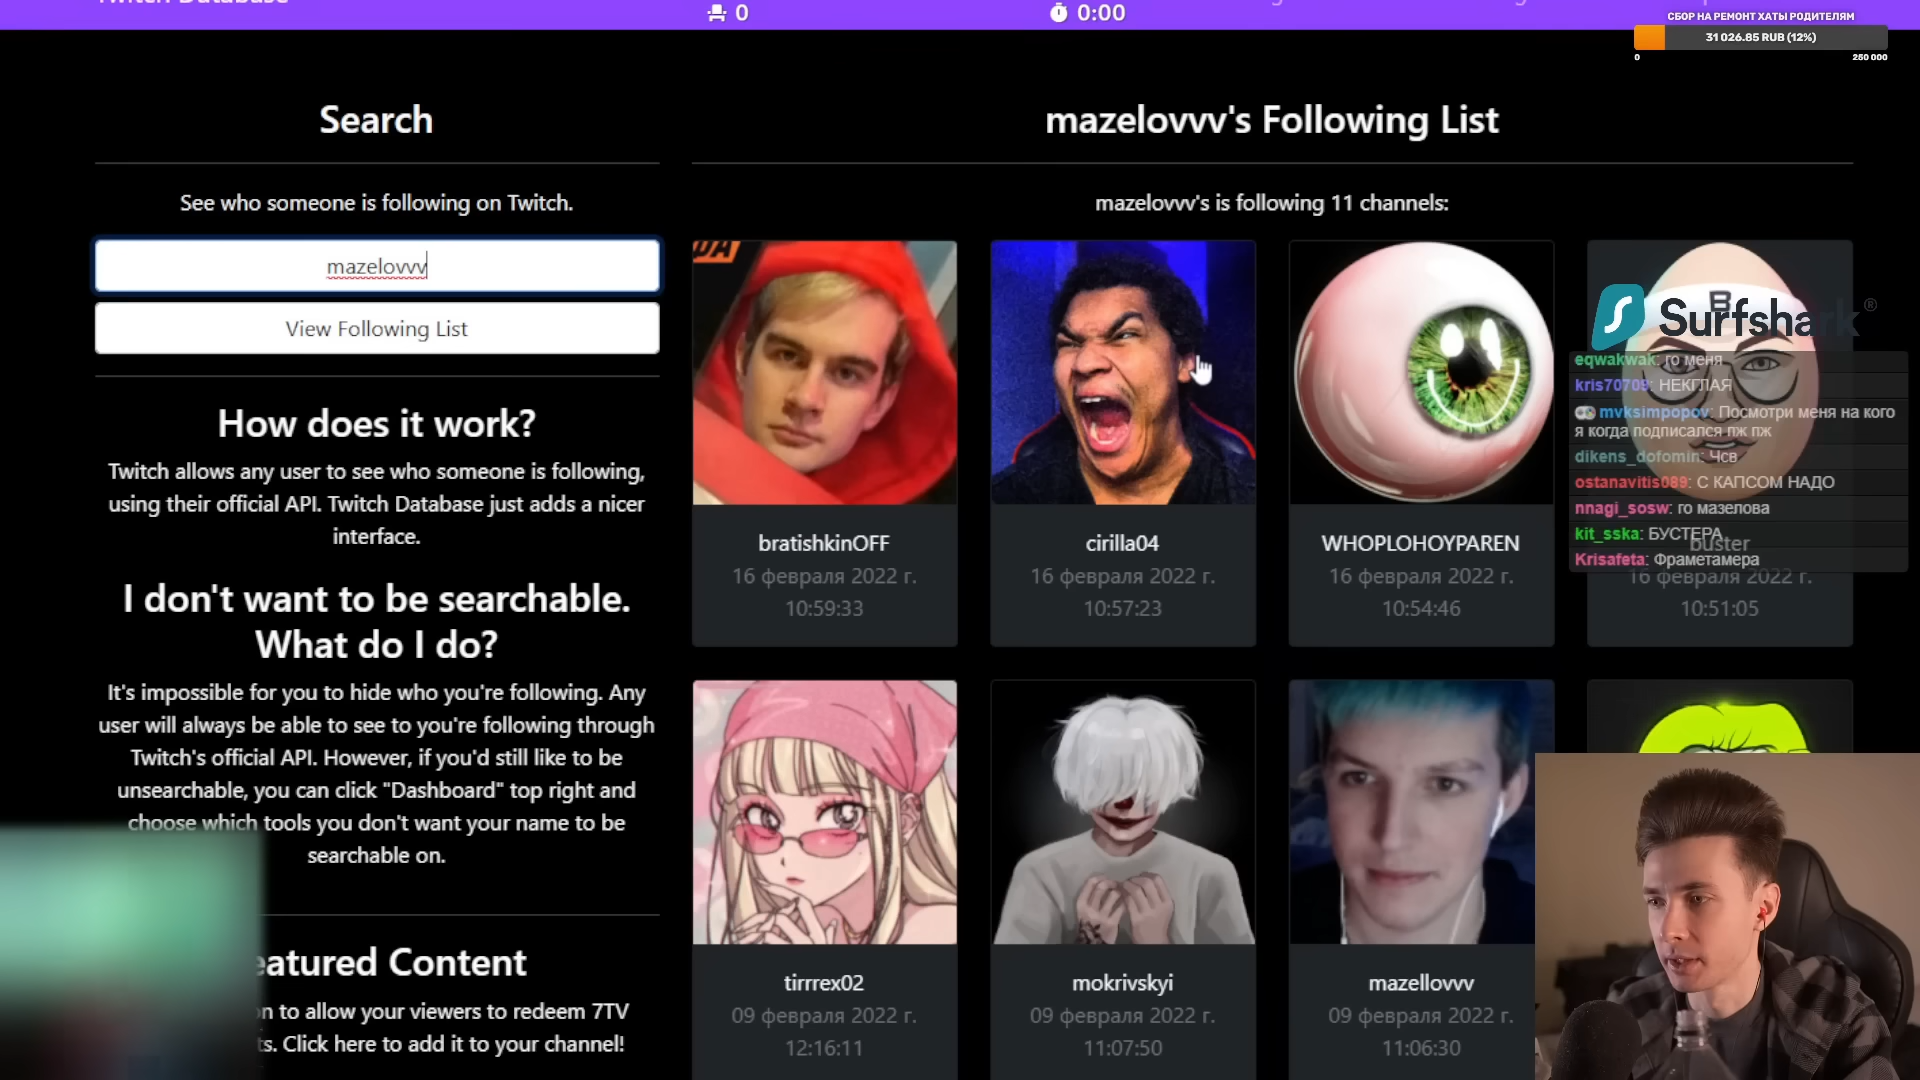 0
0:00
СБОР НА РЕМОНТ ХАТЫ РОДИТЕЛЯМ
31 026.85 RUB (12%)
0
250 000
Search
See who someone is following on Twitch.
mazelovvv
View Following List
How does it work?
Twitch allows any user to see who someone is following,
using their official API. Twitch Database just adds a nicer
interface.
I don't want to be searchable.
What do I do?
It's impossible for you to hide who you're following. Any
user will always be able to see to you're following through
Twitch's official API. However, if you'd still like to be
unsearchable, you can click "Dashboard" top right and
choose which tools you don't want your name to be
searchable on.
eatured Content
on to allow your viewers to redeem 7TV
ts. Click here to add it to your channel!
mazelovvv's Following List
mazelovvv's is following 11 channels:
bratishkinOFF
16 февраля 2022 г.
10:59:33
cirilla04
16 февраля 2022 г.
10:57:23
WHOPLOHOYPAREN
16 февраля 2022 г.
10:54:46
B
buster
16 февраля 2022 г.
10:51:05
Surfshark®
eqwakwak: го меня
kris70709: НЕКГЛАЯ
mvksimpopov: Посмотри меня на кого
я когда подписался пж пж
dikens_dofomin: Чсв
ostanavitis089: С КАПСОМ НАДО
nnagi_sosw: го мазелова
kit_sska: БУСТЕРА
Krisafeta: Фраметамера
tirrrex02
09 февраля 2022 г.
12:16:11
mokrivskyi
09 февраля 2022 г.
11:07:50
mazellovvv
09 февраля 2022 г.
11:06:30